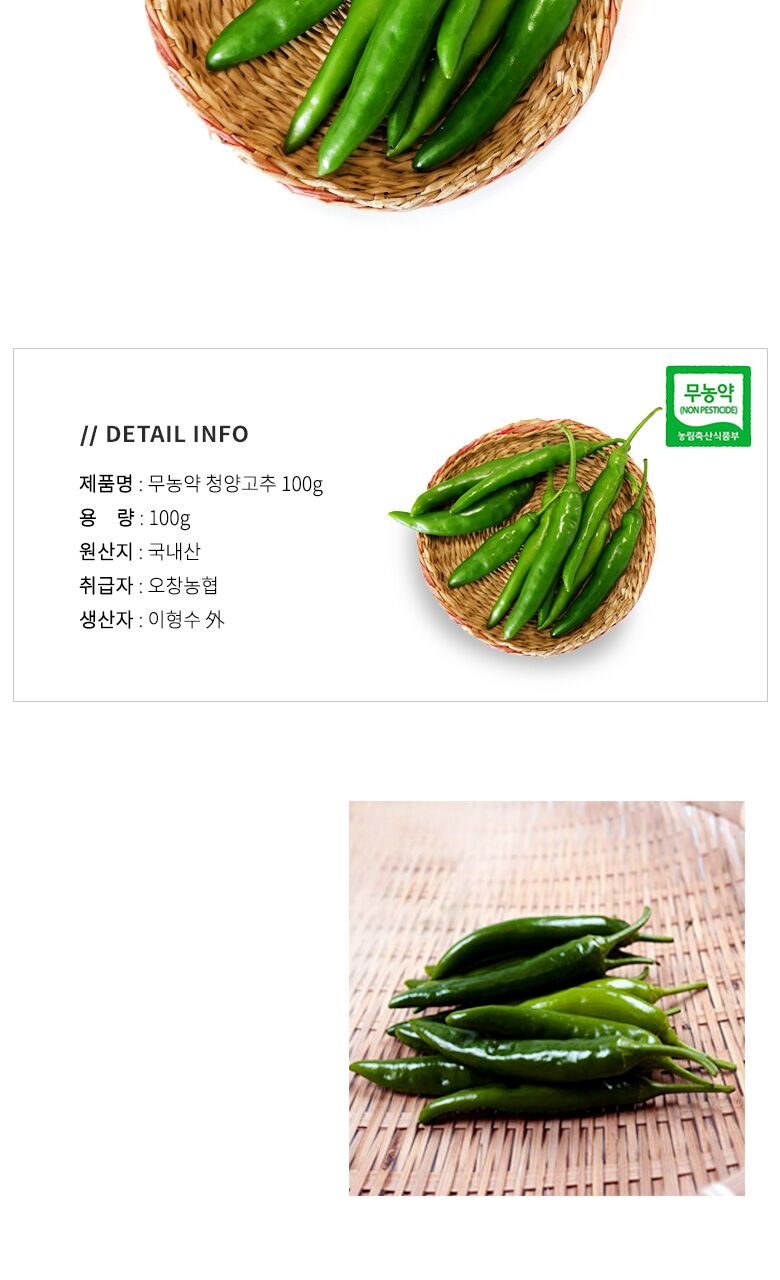 무농약
(NON PESTICIDE)
농림축산식품부
// DETAIL INFO
제품명 : 무농약 청양고추 100g
용 량 : 100g
원산지 : 국내산
취급자 : 오창농협
생산자 : 이형수 外